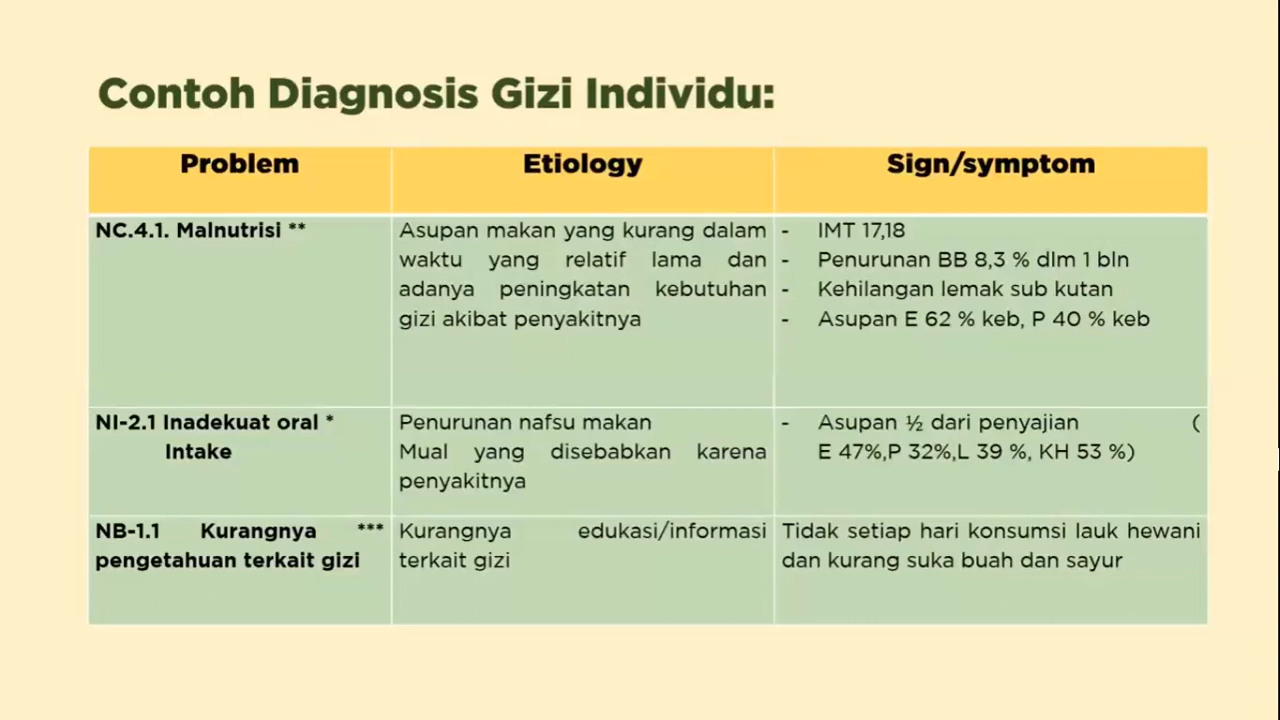 Contoh Diagnosis Gizi Individu:
Problem
Etiology
Sign/symptom
NC.4.1. Malnutrisi **
Asupan makan yang kurang dalam
waktu yang relatif lama dan
adanya peningkatan kebutuhan
gizi akibat penyakitnya
- IMT 17,18
- Penurunan BB 8,3 % dlm 1 bln
- Kehilangan lemak sub kutan
- Asupan E 62 % keb, P 40 % keb
NI-2.1 Inadekuat oral *
Intake
Penurunan nafsu makan
Mual yang disebabkan karena
penyakitnya
- Asupan ½ dari penyajian (
E 47%,P 32%,L 39 %, KH 53 %)
NB-1.1 Kurangnya ***
pengetahuan terkait gizi
Kurangnya edukasi/informasi
terkait gizi
Tidak setiap hari konsumsi lauk hewani
dan kurang suka buah dan sayur